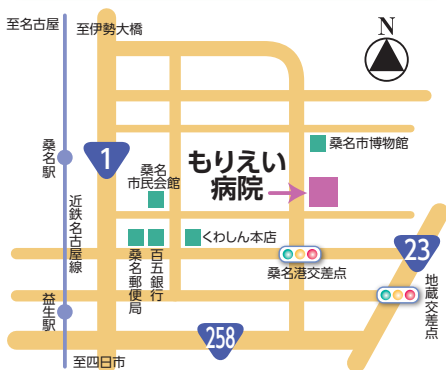 至名古屋
至伊勢大橋
N
桑名駅
1
桑名
市民会館
もりえい
病院
桑名市博物館
近鉄名古屋線
桑名郵便局
百五銀行
くわしん本店
桑名港交差点
23
地蔵交差点
益生駅
258
至四日市